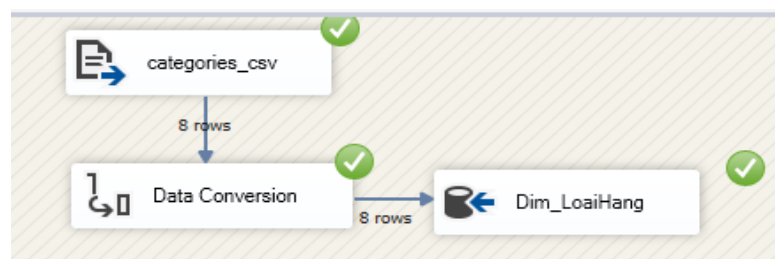 categories_csv
8 rows
Data Conversion
8 rows
Dim_LoaiHang